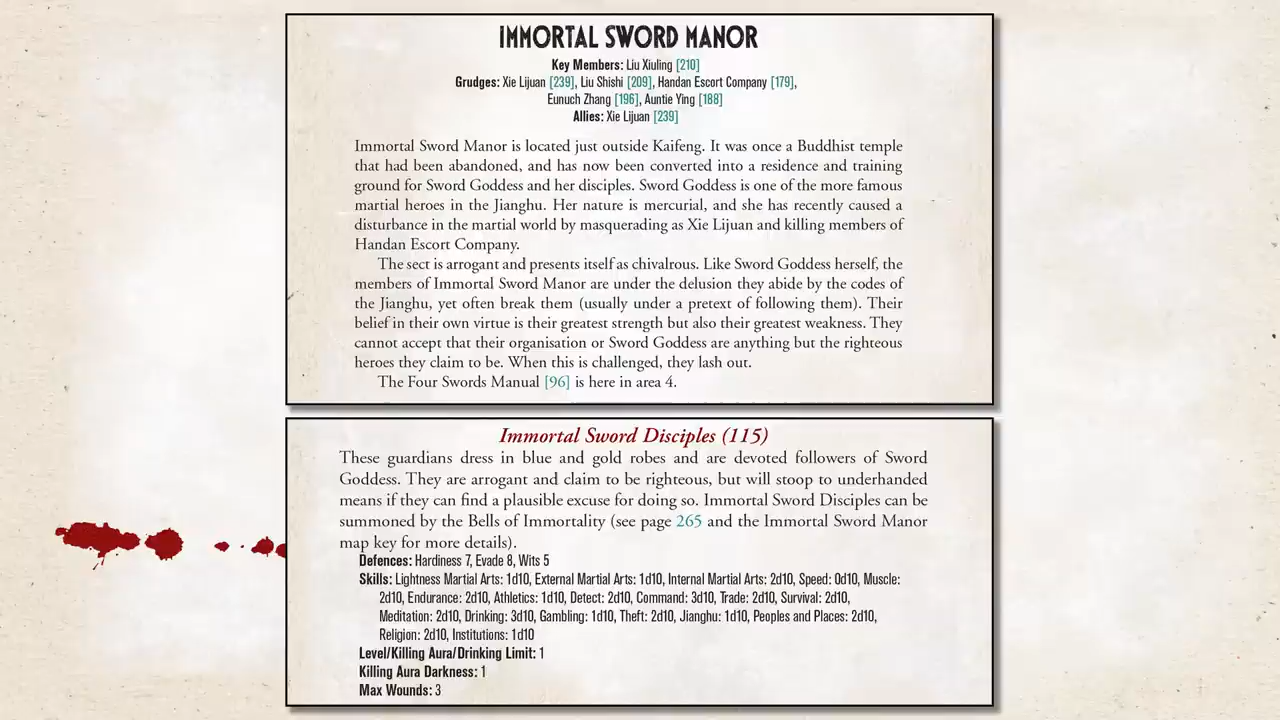 IMMORTAL SWORD MANOR
Key Members: Liu Xiuling [210]
Grudges: Xie Lijuan [239], Liu Shishi [209], Handan Escort Company [179],
Eunuch Zhang [196], Auntie Ying [188]
Allies: Xie Lijuan [239]
Immortal Sword Manor is located just outside Kaifeng. It was once a Buddhist temple
that had been abandoned, and has now been converted into a residence and training
ground for Sword Goddess and her disciples. Sword Goddess is one of the more famous
martial heroes in the Jianghu. Her nature is mercurial, and she has recently caused a
disturbance in the martial world by masquerading as Xie Lijuan and killing members of
Handan Escort Company.
The sect is arrogant and presents itself as chivalrous. Like Sword Goddess herself, the
members of Immortal Sword Manor are under the delusion they abide by the codes of
the Jianghu, yet often break them (usually under a pretext of following them). Their
belief in their own virtue is their greatest strength but also their greatest weakness. They
cannot accept that their organisation or Sword Goddess are anything but the righteous
heroes they claim to be. When this is challenged, they lash out.
The Four Swords Manual [96] is here in area 4.
Immortal Sword Disciples (115)
These guardians dress in blue and gold robes and are devoted followers of Sword
Goddess. They are arrogant and claim to be righteous, but will stoop to underhanded
means if they can find a plausible excuse for doing so. Immortal Sword Disciples can be
summoned by the Bells of Immortality (see page 265 and the Immortal Sword Manor
map key for more details).
Defences: Hardiness 7, Evade 8, Wits 5
Skills: Lightness Martial Arts: 1d10, External Martial Arts: 1d10, Internal Martial Arts: 2d10, Speed: 0d10, Muscle:
2d10, Endurance: 2d10, Athletics: 1d10, Detect: 2d10, Command: 3d10, Trade: 2d10, Survival: 2d10,
Meditation: 2d10, Drinking: 3d10, Gambling: 1d10, Theft: 2d10, Jianghu: 1d10, Peoples and Places: 2d10,
Religion: 2d10, Institutions: 1d10
Level/Killing Aura/Drinking Limit: 1
Killing Aura Darkness: 1
Max Wounds: 3